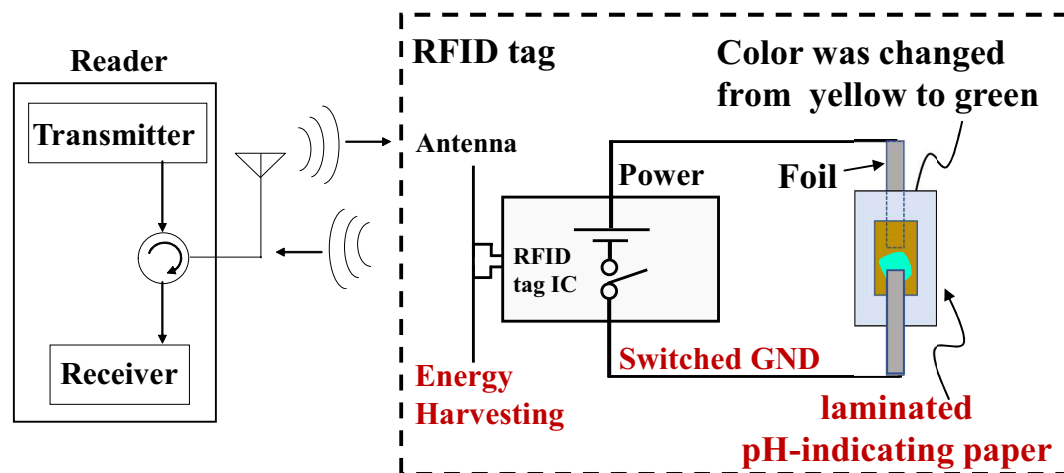 Reader
Transmitter
Receiver
RFID tag
Antenna
Energy
Harvesting
Power
RFID
tag IC
Switched GND
Color was changed
from yellow to green
Foil
laminated
pH-indicating paper